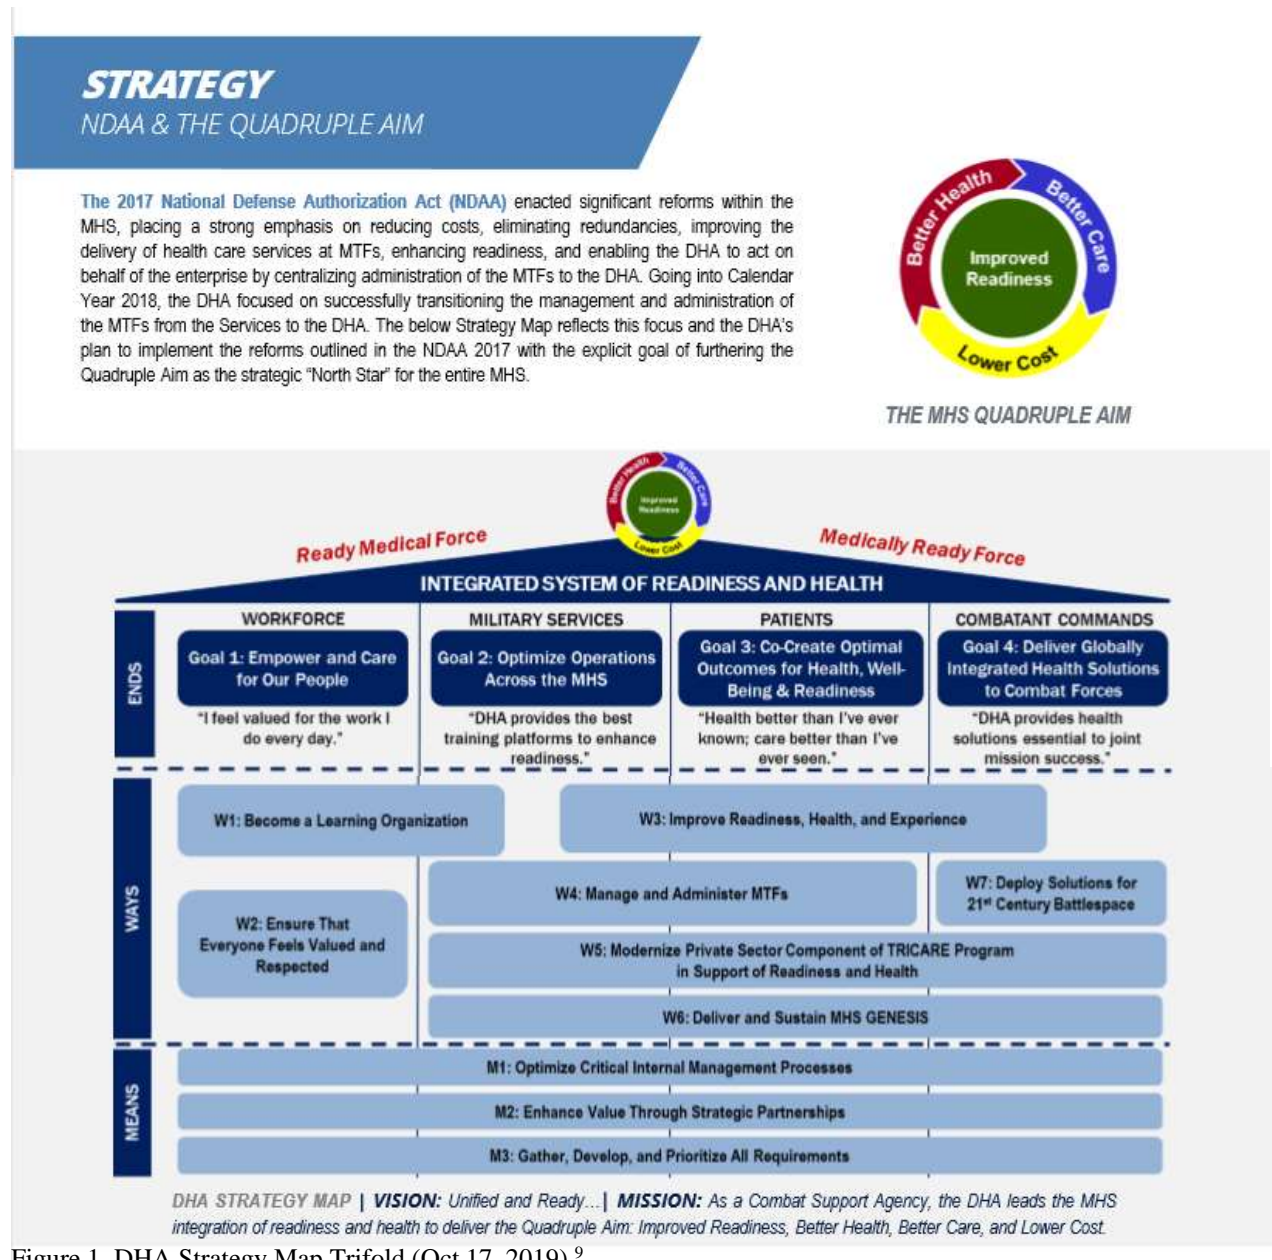 STRATEGY
NDAA & THE QUADRUPLE AIM
The 2017 National Defense Authorization Act (NDAA) enacted significant reforms within the
MHS, placing a strong emphasis on reducing costs, eliminating redundancies, improving the
delivery of health care services at MTFs, enhancing readiness, and enabling the DHA to act on
behalf of the enterprise by centralizing administration of the MTFs to the DHA. Going into Calendar
Year 2018, the DHA focused on successfully transitioning the management and administration of
the MTFs from the Services to the DHA. The below Strategy Map reflects this focus and the DHA's
plan to implement the reforms outlined in the NDAA 2017 with the explicit goal of furthering the
Quadruple Aim as the strategic "North Star" for the entire MHS.
Better Health
Better Care
Improved
Readiness
Lower Cost
THE MHS QUADRUPLE AIM
Better Health
Better Care
Improved
Readiness
Lower Cost
Ready Medical Force
Medically Ready Force
INTEGRATED SYSTEM OF READINESS AND HEALTH
ENDS
WORKFORCE
Goal 1: Empower and Care
for Our People
"I feel valued for the work I
do every day."
MILITARY SERVICES
Goal 2: Optimize Operations
Across the MHS
"DHA provides the best
training platforms to enhance
readiness."
PATIENTS
Goal 3: Co-Create Optimal
Outcomes for Health, Well-
Being & Readiness
"Health better than I've ever
known; care better than I've
ever seen."
COMBATANT COMMANDS
Goal 4: Deliver Globally
Integrated Health Solutions
to Combat Forces
"DHA provides health
solutions essential to joint
mission success."
WAYS
W1: Become a Learning Organization
W3: Improve Readiness, Health, and Experience
W2: Ensure That
Everyone Feels Valued and
Respected
W4: Manage and Administer MTFs
W7: Deploy Solutions for
21st Century Battlespace
W5: Modernize Private Sector Component of TRICARE Program
in Support of Readiness and Health
W6: Deliver and Sustain MHS GENESIS
MEANS
M1: Optimize Critical Internal Management Processes
M2: Enhance Value Through Strategic Partnerships
M3: Gather, Develop, and Prioritize All Requirements
DHA STRATEGY MAP | VISION: Unified and Ready...| MISSION: As a Combat Support Agency, the DHA leads the MHS
integration of readiness and health to deliver the Quadruple Aim: Improved Readiness, Better Health, Better Care, and Lower Cost.
Figure 1. DHA Strategy Map Trifold (Oct 17, 2019) 9